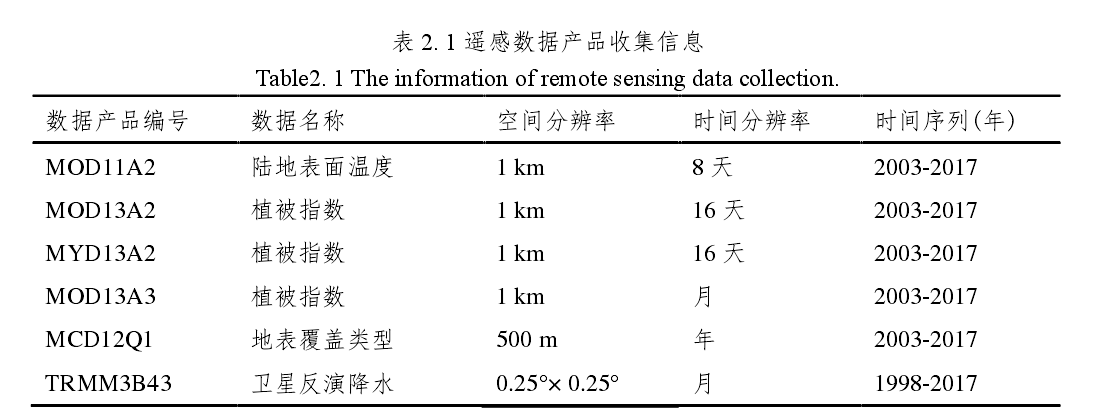 表2.1遥感数据产品收集信息
Table2. 1 The information of remote sensing data collection.
数据产品编号 数据名称 空间分辨率 时间分辨率 时间序列(年)
MOD11A2 陆地表面温度 1 km 8天 2003-2017
MOD13A2 植被指数 1 km 16天 2003-2017
MYD13A2 植被指数 1 km 16天 2003-2017
MOD13A3 植被指数 1 km 月 2003-2017
MCD12Q1 地表覆盖类型 500 m 年 2003-2017
TRMM3B43 卫星反演降水 0.25°× 0.25° 月 1998-2017